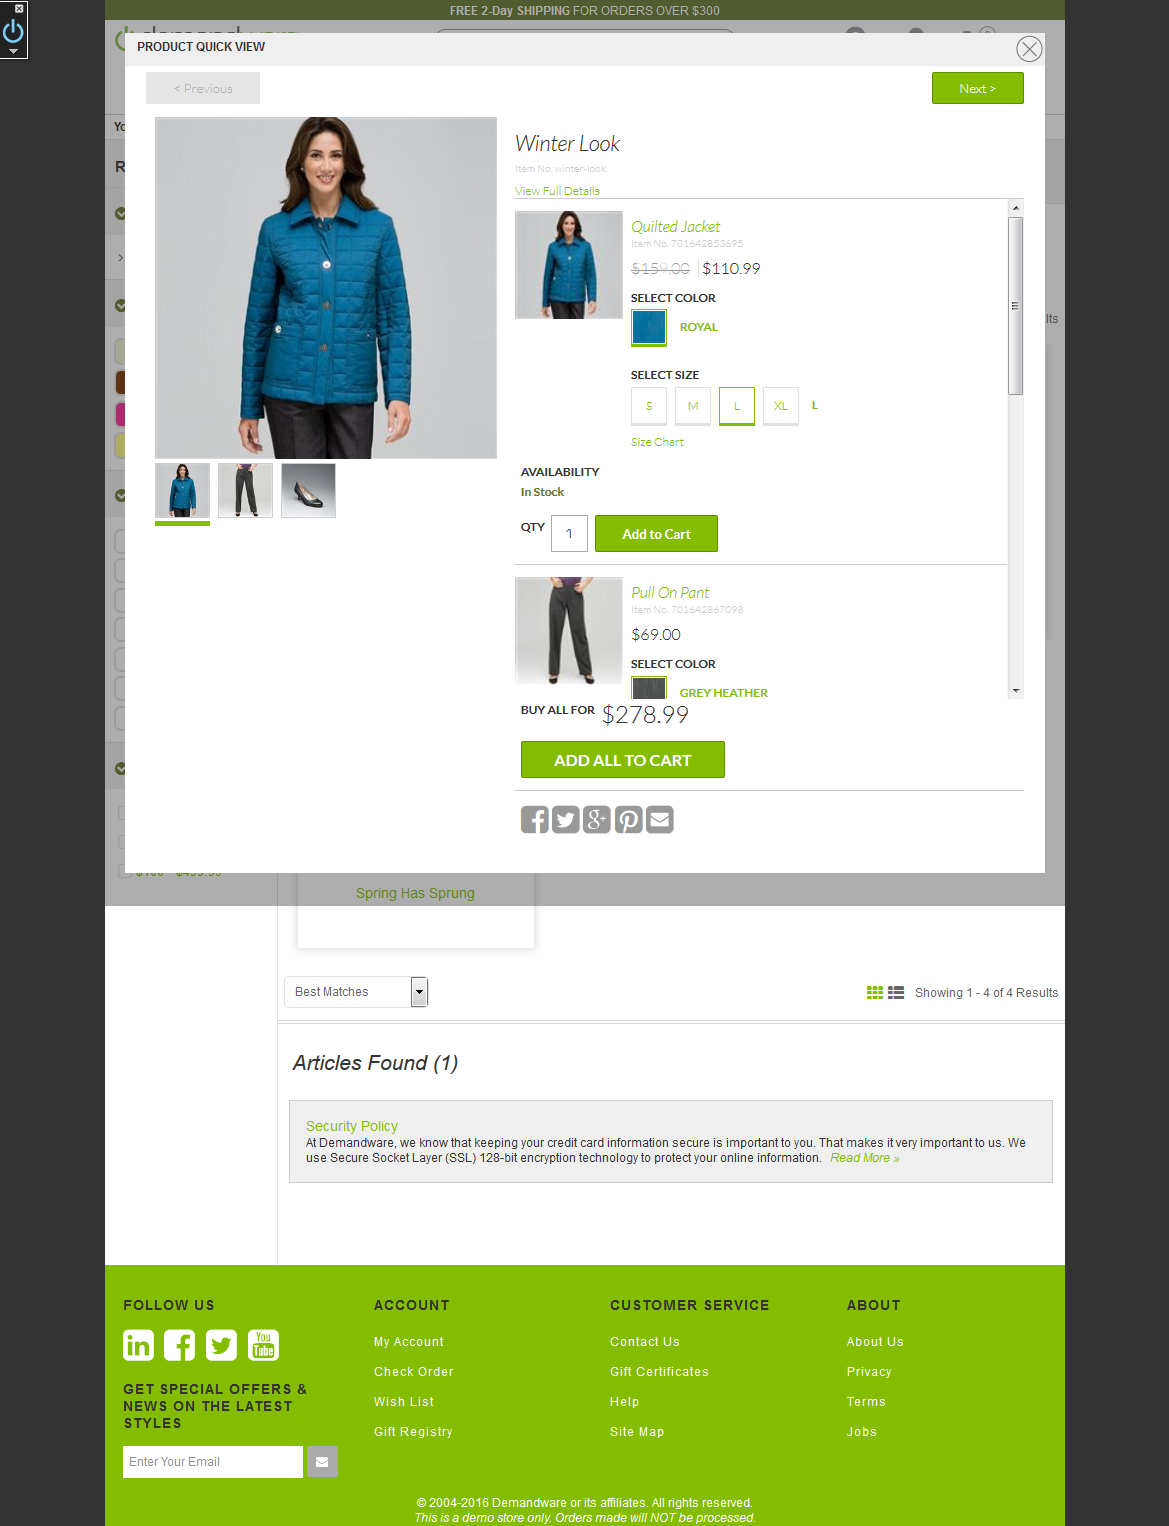 FREE 2-Day SHIPPING FOR ORDERS OVER $300
PRODUCT QUICK VIEW
< Previous
Next >
Winter Look
Item No. winter-look
View Full Details
Quilted Jacket
Item No. 701642853695
$159.00 $110.99
SELECT COLOR
ROYAL
SELECT SIZE
S M L XL L
Size Chart
AVAILABILITY
In Stock
QTY 1 Add to Cart
Pull On Pant
Item No. 701642867098
$69.00
SELECT COLOR
GREY HEATHER
BUY ALL FOR $278.99
ADD ALL TO CART
Spring Has Sprung
Best Matches
Showing 1 - 4 of 4 Results
Articles Found (1)
Security Policy
At Demandware, we know that keeping your credit card information secure is important to you. That makes it very important to us. We
use Secure Socket Layer (SSL) 128-bit encryption technology to protect your online information. Read More »
FOLLOW US
GET SPECIAL OFFERS &
NEWS ON THE LATEST
STYLES
Enter Your Email
ACCOUNT
My Account
Check Order
Wish List
Gift Registry
CUSTOMER SERVICE
Contact Us
Gift Certificates
Help
Site Map
ABOUT
About Us
Privacy
Terms
Jobs
© 2004-2016 Demandware or its affiliates. All rights reserved.
This is a demo store only. Orders made will NOT be processed.